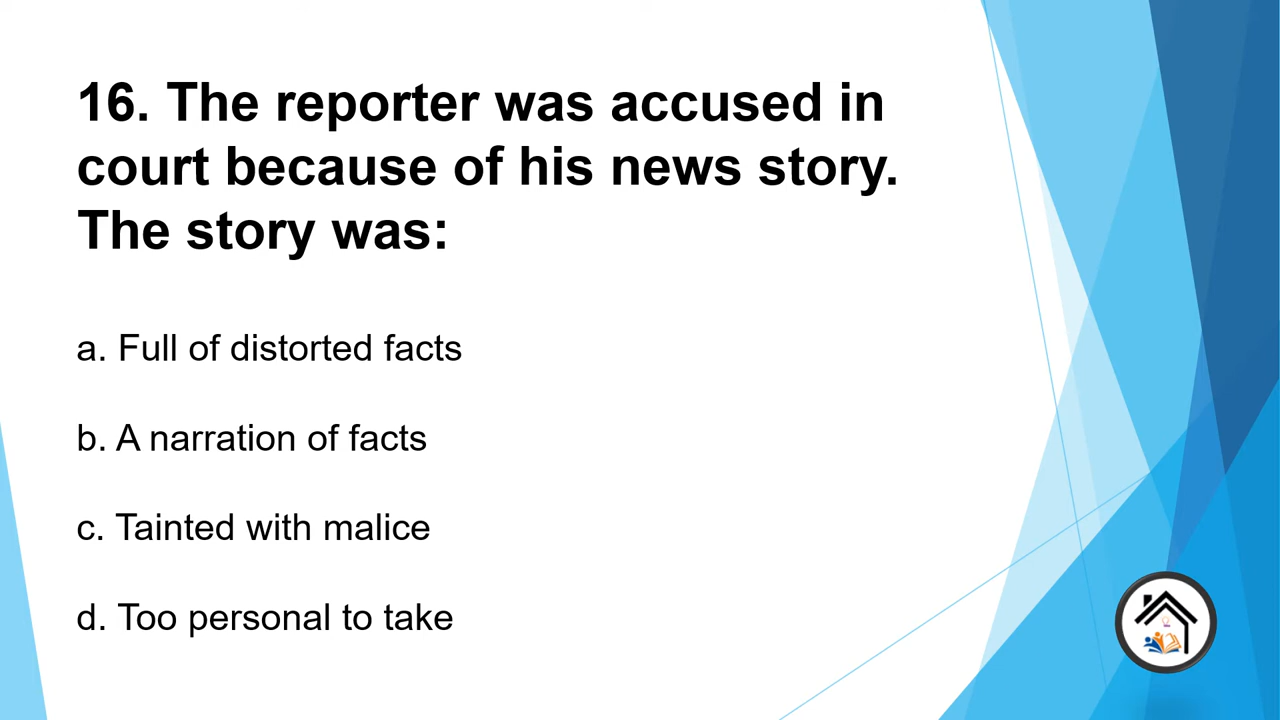 16. The reporter was accused in
court because of his news story.
The story was:
a. Full of distorted facts
b. A narration of facts
c. Tainted with malice
d. Too personal to take